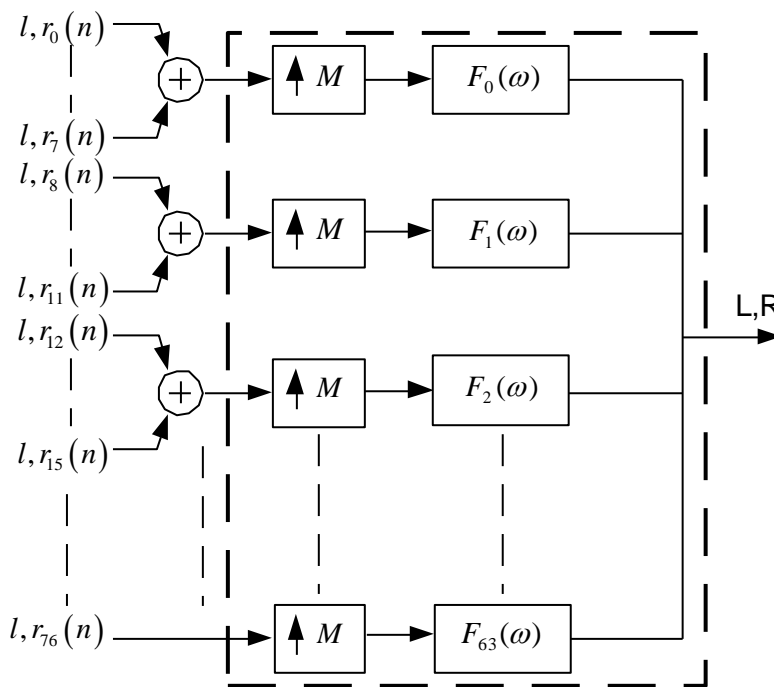 l, r₀(n)
+
↑ M
F₀(ω)
l, r₇(n)
l, r₈(n)
+
↑ M
F₁(ω)
l, r₁₁(n)
L,R
l, r₁₂(n)
+
↑ M
F₂(ω)
l, r₁₅(n)
l, r₇₆(n)
↑ M
F₆₃(ω)